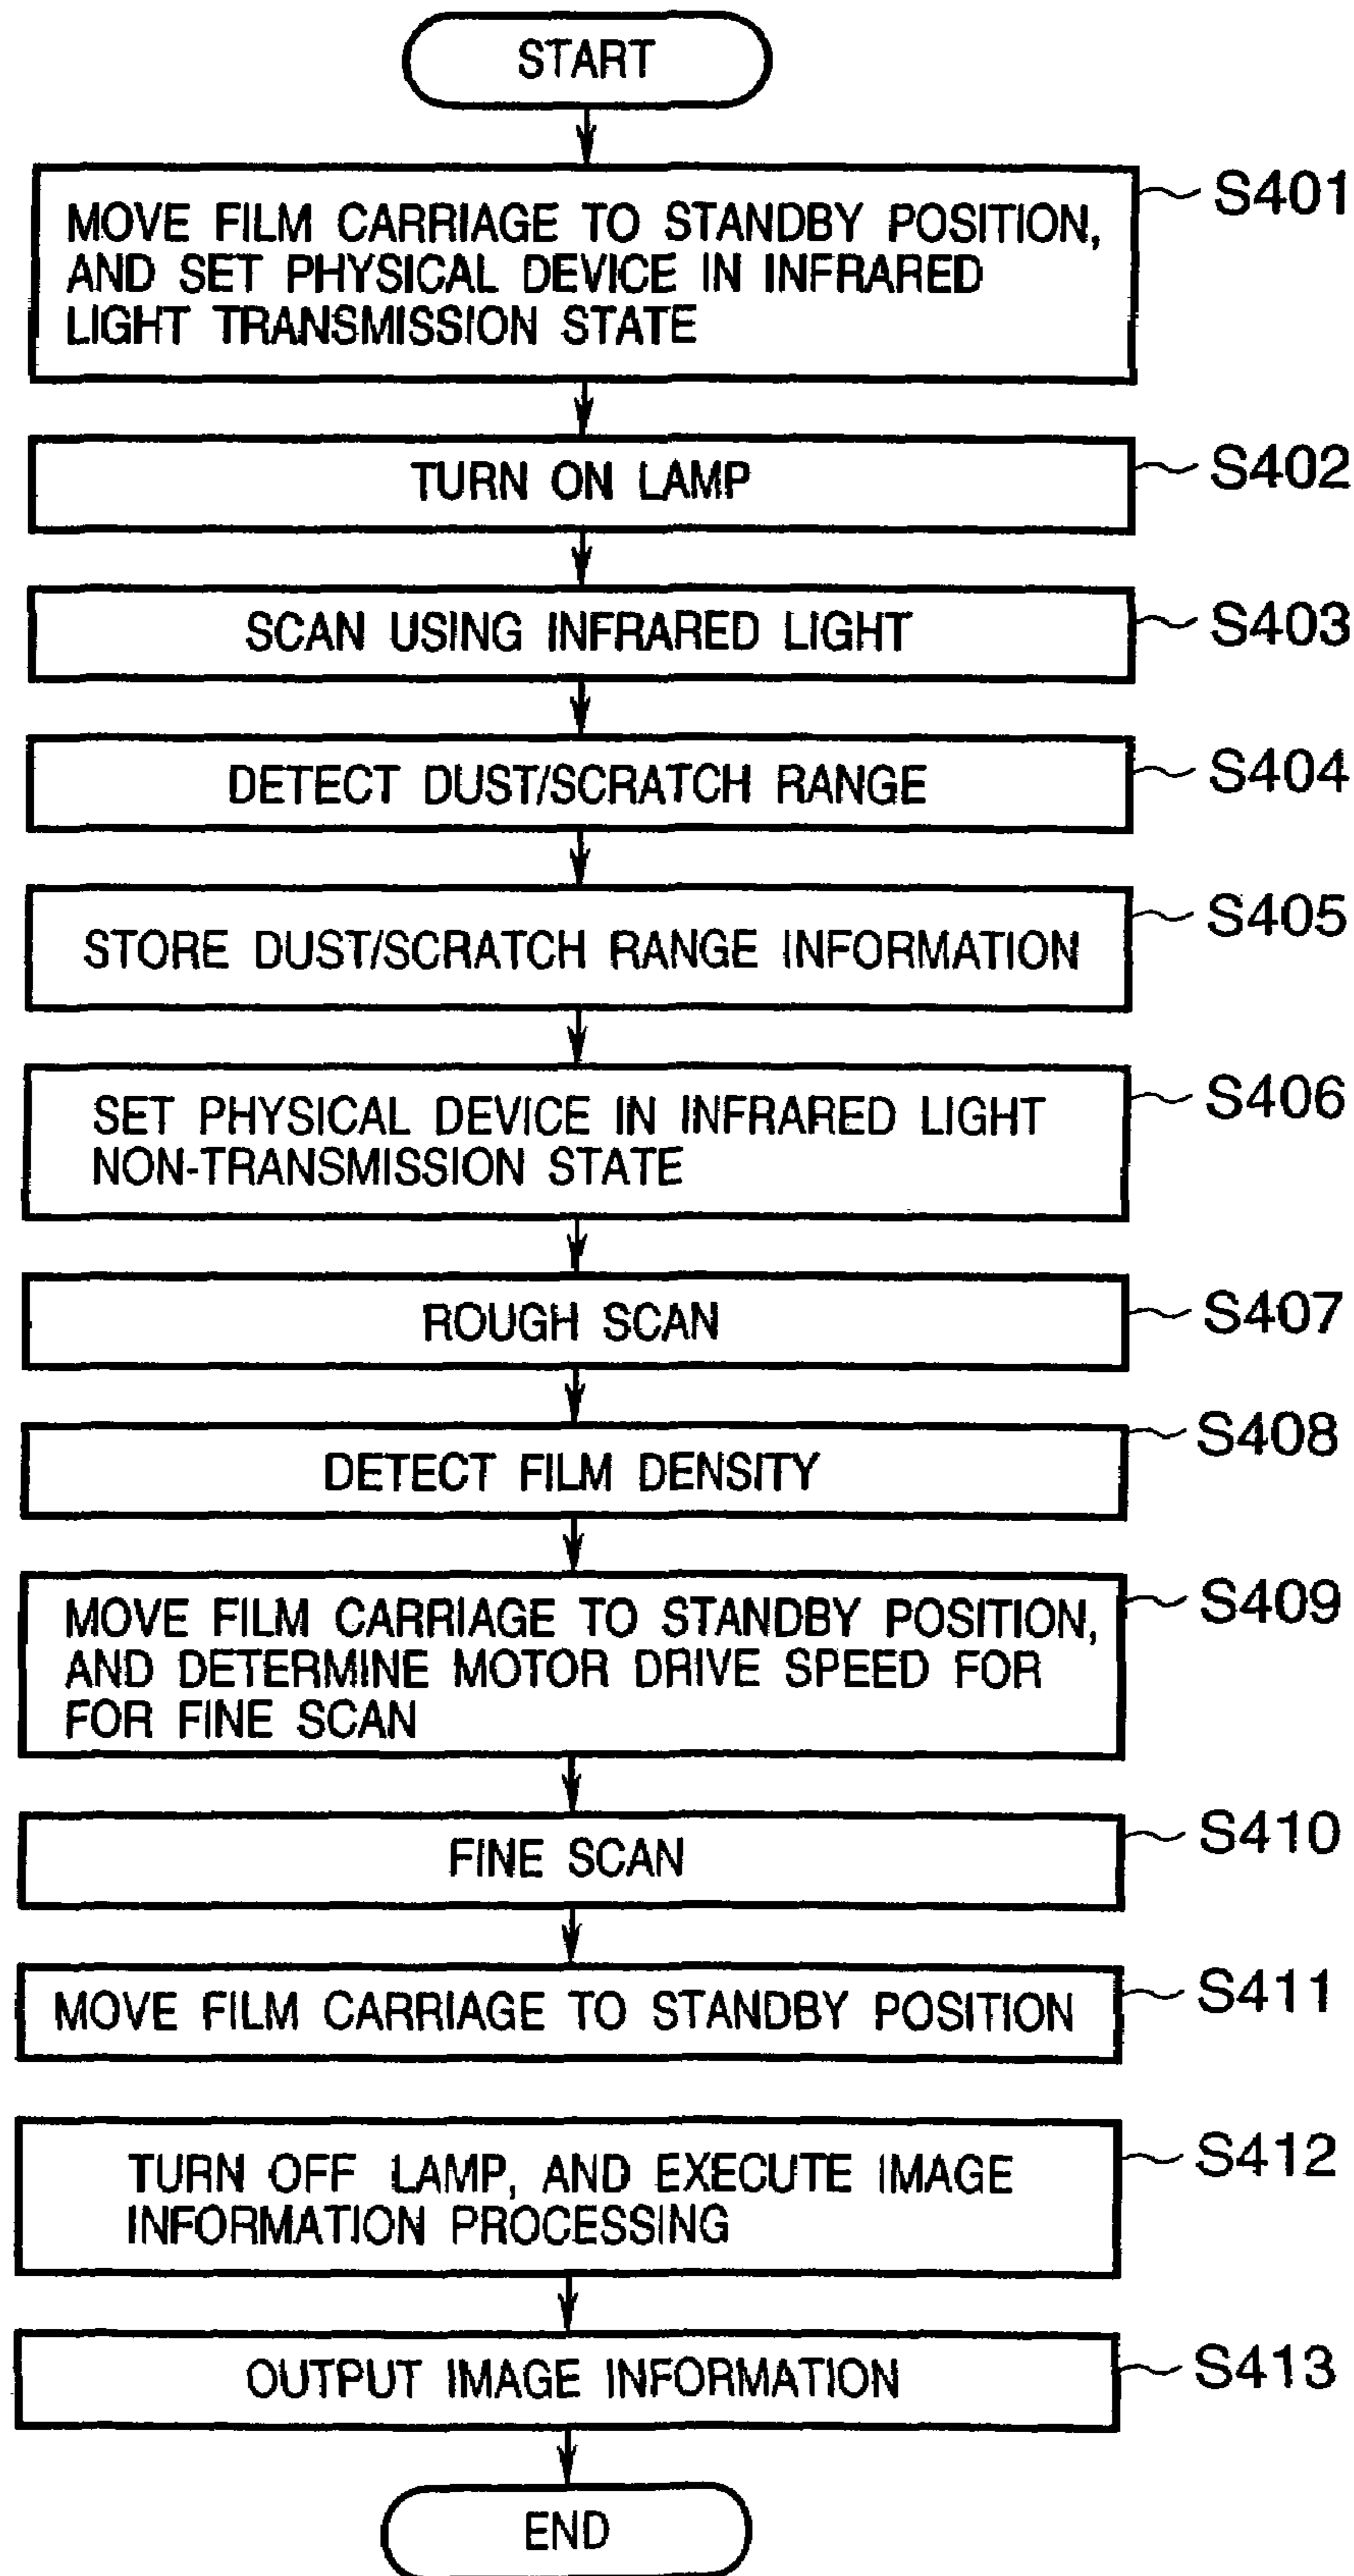 START
S401
MOVE FILM CARRIAGE TO STANDBY POSITION,
AND SET PHYSICAL DEVICE IN INFRARED
LIGHT TRANSMISSION STATE
S402
TURN ON LAMP
S403
SCAN USING INFRARED LIGHT
S404
DETECT DUST/SCRATCH RANGE
S405
STORE DUST/SCRATCH RANGE INFORMATION
S406
SET PHYSICAL DEVICE IN INFRARED LIGHT
NON-TRANSMISSION STATE
S407
ROUGH SCAN
S408
DETECT FILM DENSITY
S409
MOVE FILM CARRIAGE TO STANDBY POSITION,
AND DETERMINE MOTOR DRIVE SPEED FOR
FOR FINE SCAN
S410
FINE SCAN
S411
MOVE FILM CARRIAGE TO STANDBY POSITION
S412
TURN OFF LAMP, AND EXECUTE IMAGE
INFORMATION PROCESSING
S413
OUTPUT IMAGE INFORMATION
END